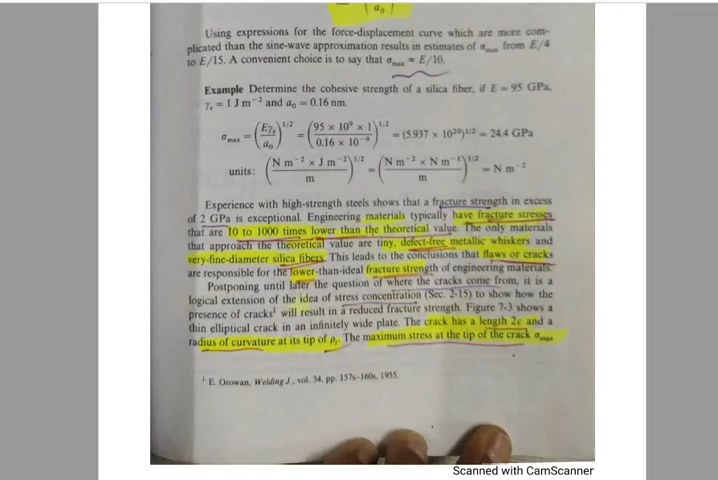 a₀
Using expressions for the force-displacement curve which are more com-
plicated than the sine-wave approximation results in estimates of σmax from E/4
to E/15. A convenient choice is to say that σmax ≈ E/10.
Example Determine the cohesive strength of a silica fiber, if E = 95 GPa,
γs = 1 J m⁻² and a₀ = 0.16 nm.
σmax = (Eγs / a₀)^1/2 = (95 × 10⁹ × 1 / 0.16 × 10⁻⁹)^1/2 = (5.937 × 10²⁰)^1/2 = 24.4 GPa
units: (N m⁻² × J m⁻² / m)^1/2 = (N m⁻² × N m⁻¹ / m)^1/2 = N m⁻²
Experience with high-strength steels shows that a fracture strength in excess
of 2 GPa is exceptional. Engineering materials typically have fracture stresses
that are 10 to 1000 times lower than the theoretical value. The only materials
that approach the theoretical value are tiny, defect-free metallic whiskers and
very-fine-diameter silica fibers. This leads to the conclusions that flaws or cracks
are responsible for the lower-than-ideal fracture strength of engineering materials.
Postponing until later the question of where the cracks come from, it is a
logical extension of the idea of stress concentration (Sec. 2-15) to show how the
presence of cracks¹ will result in a reduced fracture strength. Figure 7-3 shows a
thin elliptical crack in an infinitely wide plate. The crack has a length 2c and a
radius of curvature at its tip of ρt. The maximum stress at the tip of the crack σmax
¹ E. Orowan, Welding J., vol. 34, pp. 157s-160s, 1955.
Scanned with CamScanner